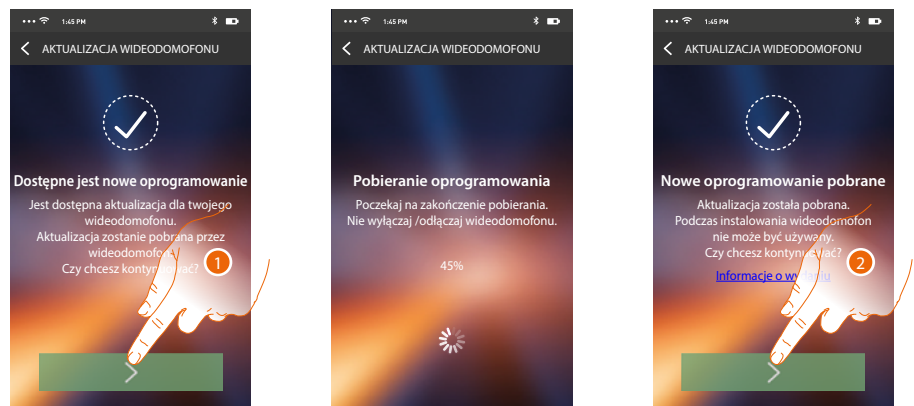 1:45 PM
AKTUALIZACJA WIDEODOMOFONU
Dostępne jest nowe oprogramowanie
Jest dostępna aktualizacja dla twojego
wideodomofonu.
Aktualizacja zostanie pobrana przez
Czy chcesz
1
1:45 PM
AKTUALIZACJA WIDEODOMOFONU
Pobieranie oprogramowania
Poczekaj na zakończenie pobierania.
Nie wyłączaj /odłączaj wideodomofonu.
45%
1:45 PM
AKTUALIZACJA WIDEODOMOFONU
Nowe oprogramowanie pobrane
Aktualizacja została pobrana.
Podczas instalowania wideodomofon
nie może być używany.
Czy chcesz kontynuować?
Informacje o
2